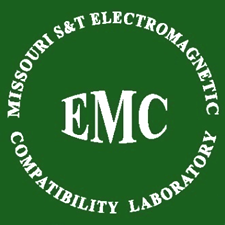 MISSOURI S&T ELECTROMAGNETIC
EMC
COMPATIBILITY LABORATORY